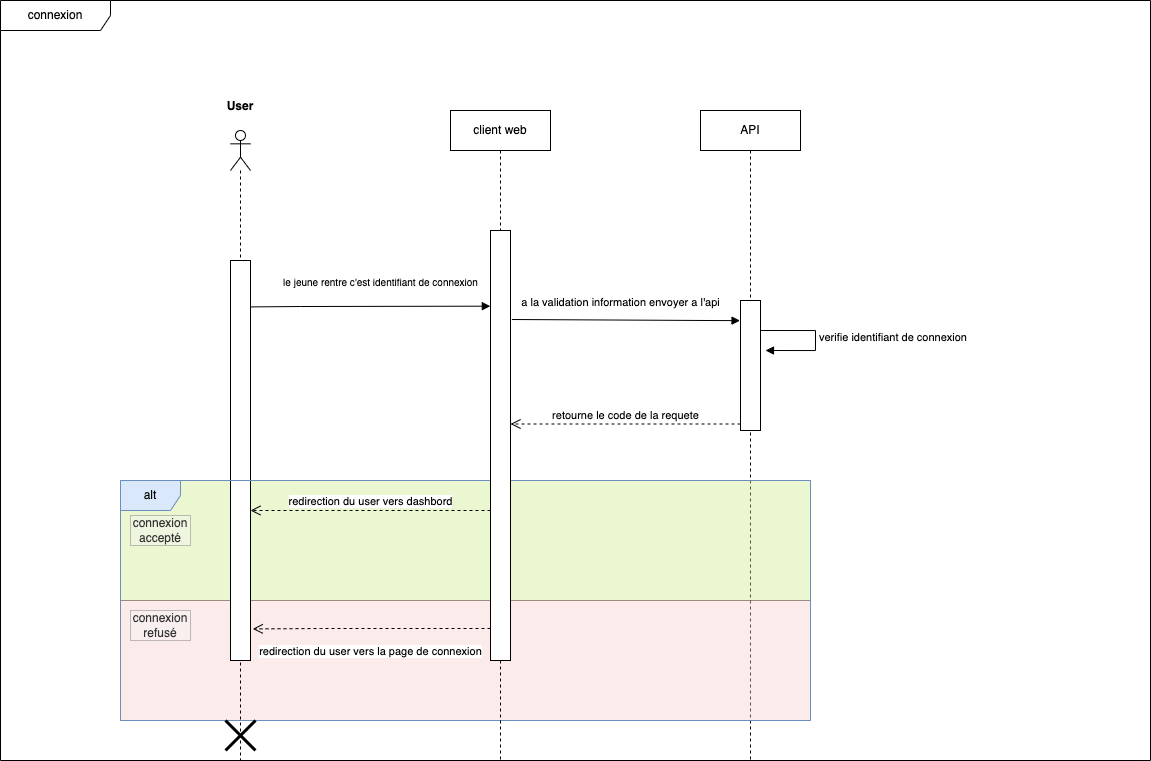 connexion
User
client web
API
le jeune rentre c'est identifiant de connexion
a la validation information envoyer a l'api
verifie identifiant de connexion
retourne le code de la requete
alt
redirection du user vers dashbord
connexion
accepté
connexion
refusé
redirection du user vers la page de connexion